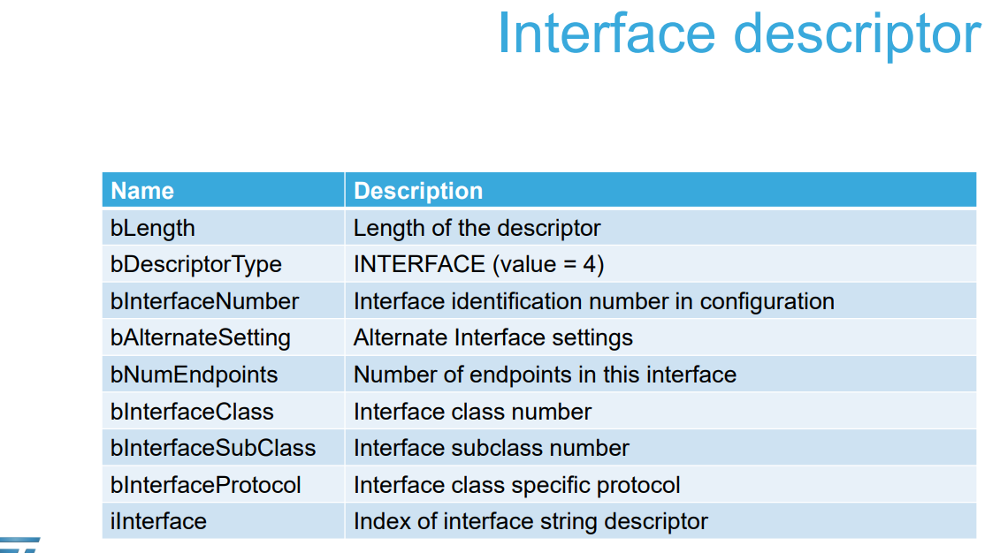 Interface descriptor
Name Description
bLength Length of the descriptor
bDescriptorType INTERFACE (value = 4)
bInterfaceNumber Interface identification number in configuration
bAlternateSetting Alternate Interface settings
bNumEndpoints Number of endpoints in this interface
bInterfaceClass Interface class number
bInterfaceSubClass Interface subclass number
bInterfaceProtocol Interface class specific protocol
iInterface Index of interface string descriptor